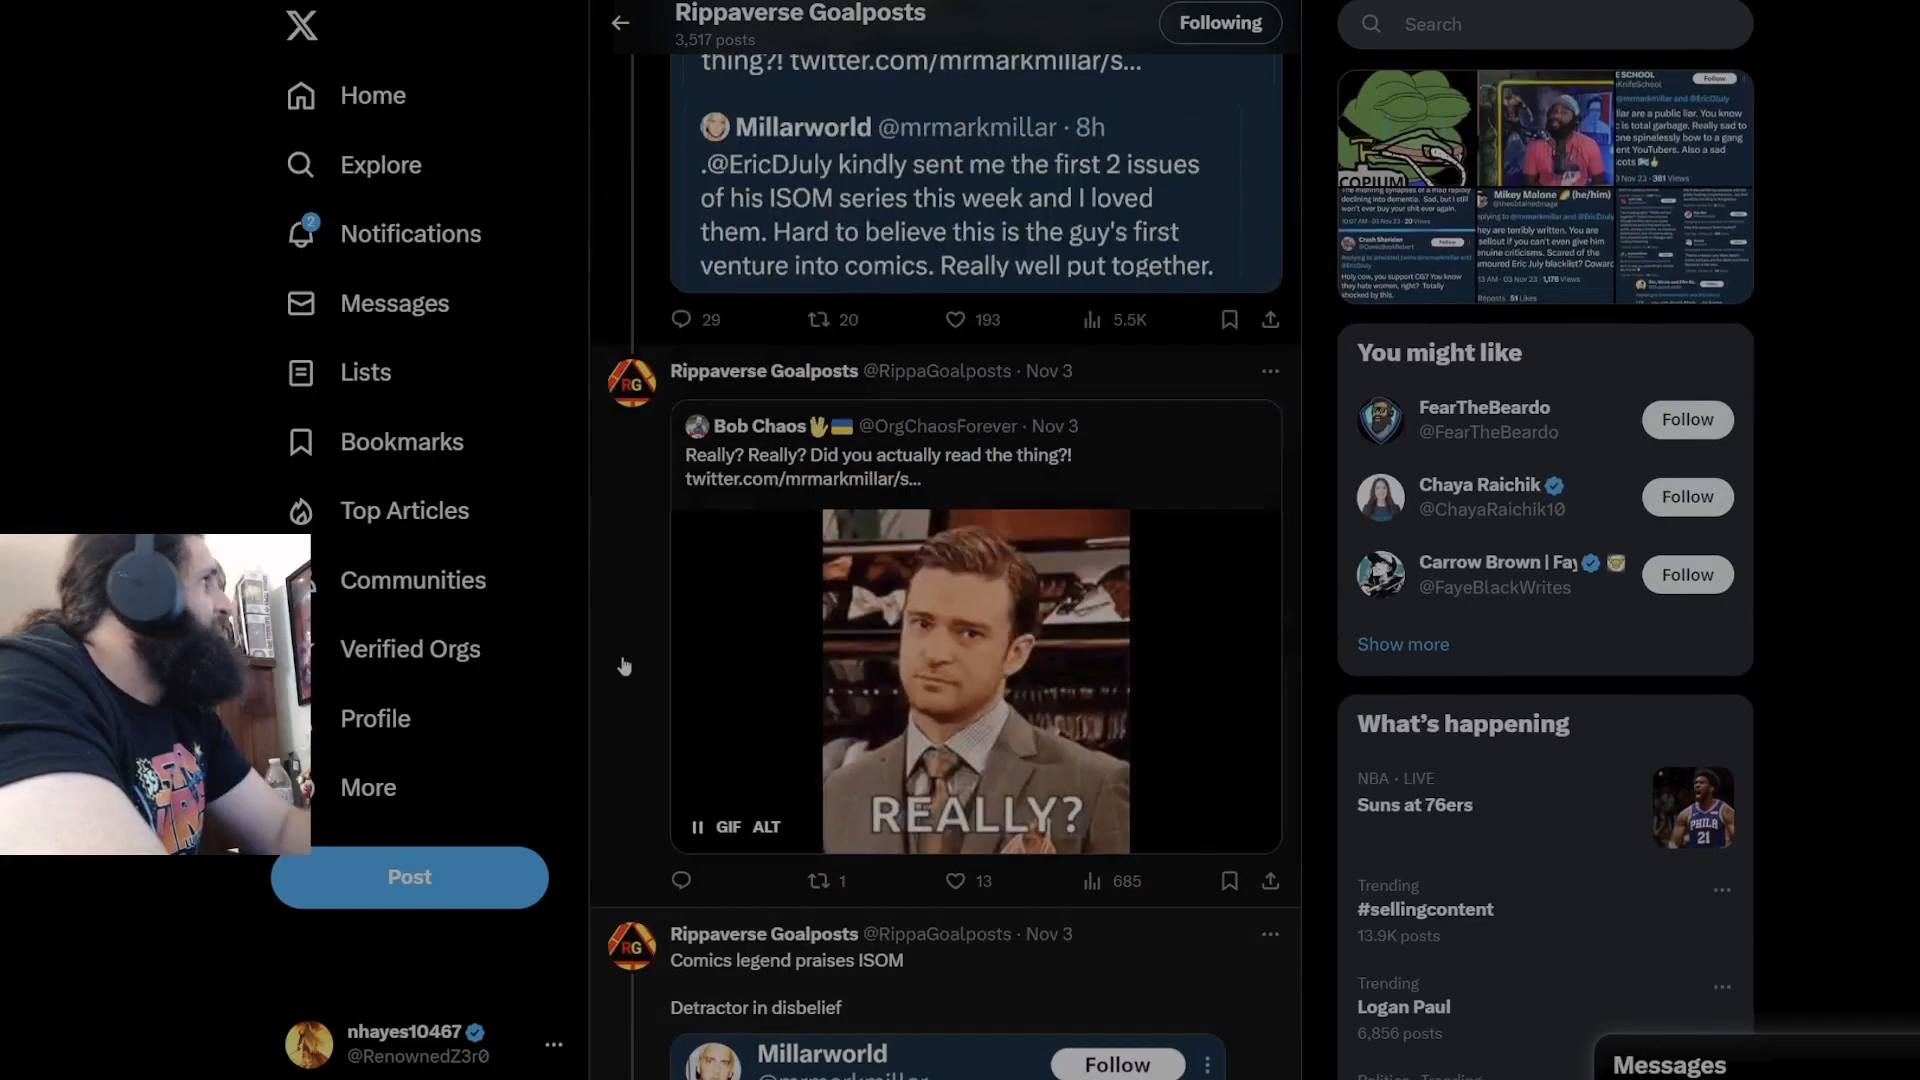 Home
Explore
2
Notifications
Messages
Lists
Bookmarks
Top Articles
Communities
Verified Orgs
Profile
More
Post
nhayes10467
@RenownedZ3r0
Rippaverse Goalposts
3,517 posts
Following
thing?! twitter.com/mrmarkmillar/s...
Millarworld @mrmarkmillar · 8h
.@EricDJuly kindly sent me the first 2 issues
of his ISOM series this week and I loved
them. Hard to believe this is the guy's first
venture into comics. Really well put together.
29 20 193 5.5K
Rippaverse Goalposts @RippaGoalposts · Nov 3
Bob Chaos @OrgChaosForever · Nov 3
Really? Really? Did you actually read the thing?!
twitter.com/mrmarkmillar/s...
REALLY?
GIF ALT
1 13 685
Rippaverse Goalposts @RippaGoalposts · Nov 3
Comics legend praises ISOM
Detractor in disbelief
Millarworld
Follow
Search
COPIUM
You might like
FearTheBeardo
@FearTheBeardo
Follow
Chaya Raichik
@ChayaRaichik10
Follow
Carrow Brown | Fay
@FayeBlackWrites
Follow
Show more
What's happening
NBA · LIVE
Suns at 76ers
PHILA
21
Trending
#sellingcontent
13.9K posts
Trending
Logan Paul
6,856 posts
Messages